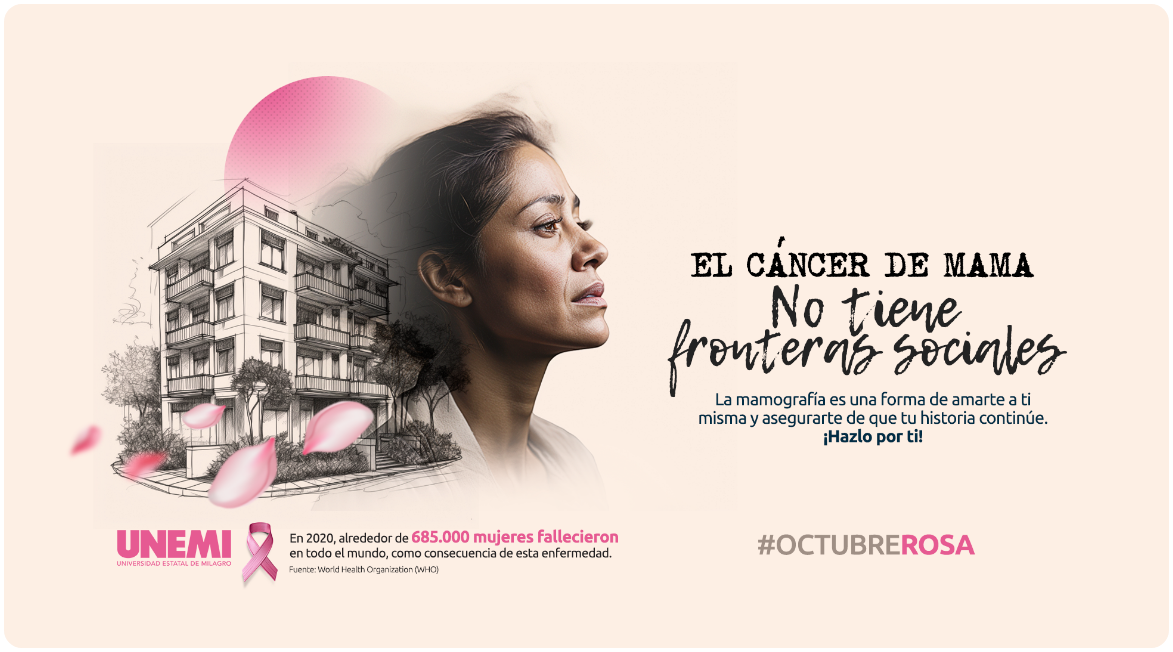 EL CÁNCER DE MAMA
No tiene
fronteras sociales
La mamografía es una forma de amarte a ti
misma y asegurarte de que tu historia continúe.
¡Hazlo por ti!
UNEMI
UNIVERSIDAD ESTATAL DE MILAGRO
En 2020, alrededor de 685.000 mujeres fallecieron
en todo el mundo, como consecuencia de esta enfermedad.
Fuente: World Health Organization (WHO)
#OCTUBREROSA